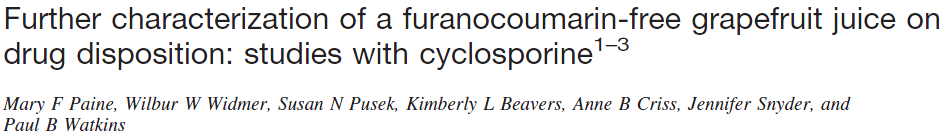 Further characterization of a furanocoumarin-free grapefruit juice on
drug disposition: studies with cyclosporine1–3
Mary F Paine, Wilbur W Widmer, Susan N Pusek, Kimberly L Beavers, Anne B Criss, Jennifer Snyder, and
Paul B Watkins